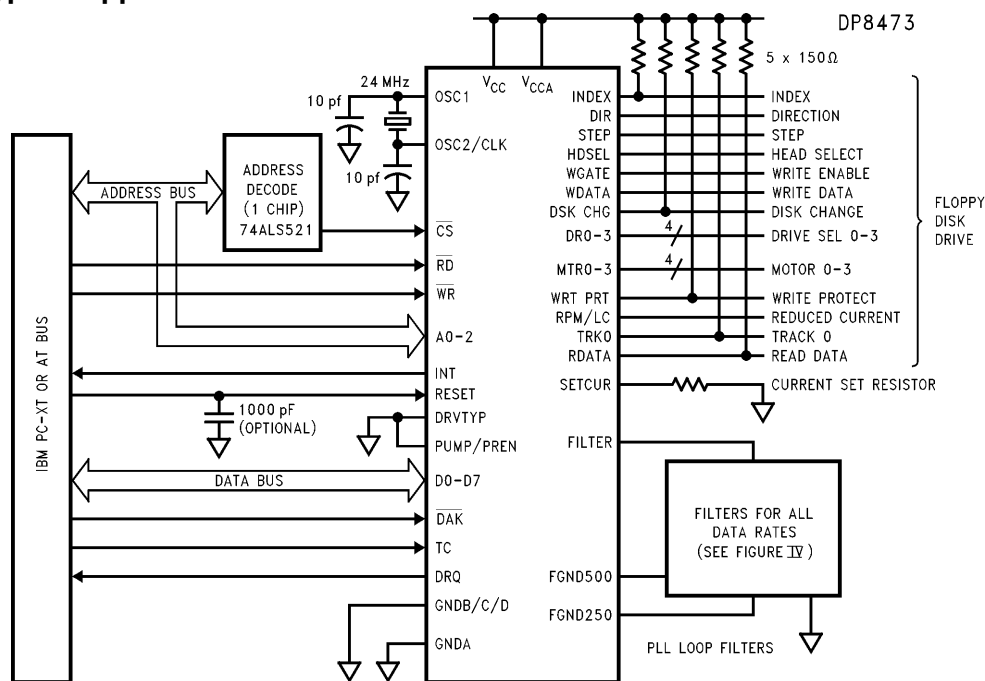 DP8473
5 x 150Ω
V_CC V_CCA
24 MHz
10 pf
10 pf
OSC1
OSC2/CLK
ADDRESS
DECODE
(1 CHIP)
74ALS521
ADDRESS BUS
IBM PC-XT OR AT BUS
C̅S̅
R̅D̅
W̅R̅
A0-2
INT
RESET
1000 pF
(OPTIONAL)
DRVTYP
PUMP/PREN
DATA BUS
D0-D7
D̅A̅K̅
TC
DRQ
GNDB/C/D
GNDA
INDEX INDEX
DIR DIRECTION
STEP STEP
HDSEL HEAD SELECT
WGATE WRITE ENABLE
WDATA WRITE DATA
DSK CHG DISK CHANGE
DR0-3 4 DRIVE SEL 0-3
MTR0-3 4 MOTOR 0-3
WRT PRT WRITE PROTECT
RPM/LC REDUCED CURRENT
TRK0 TRACK 0
RDATA READ DATA
FLOPPY
DISK
DRIVE
SETCUR CURRENT SET RESISTOR
FILTER
FILTERS FOR ALL
DATA RATES
(SEE FIGURE IV)
FGND500
FGND250
PLL LOOP FILTERS